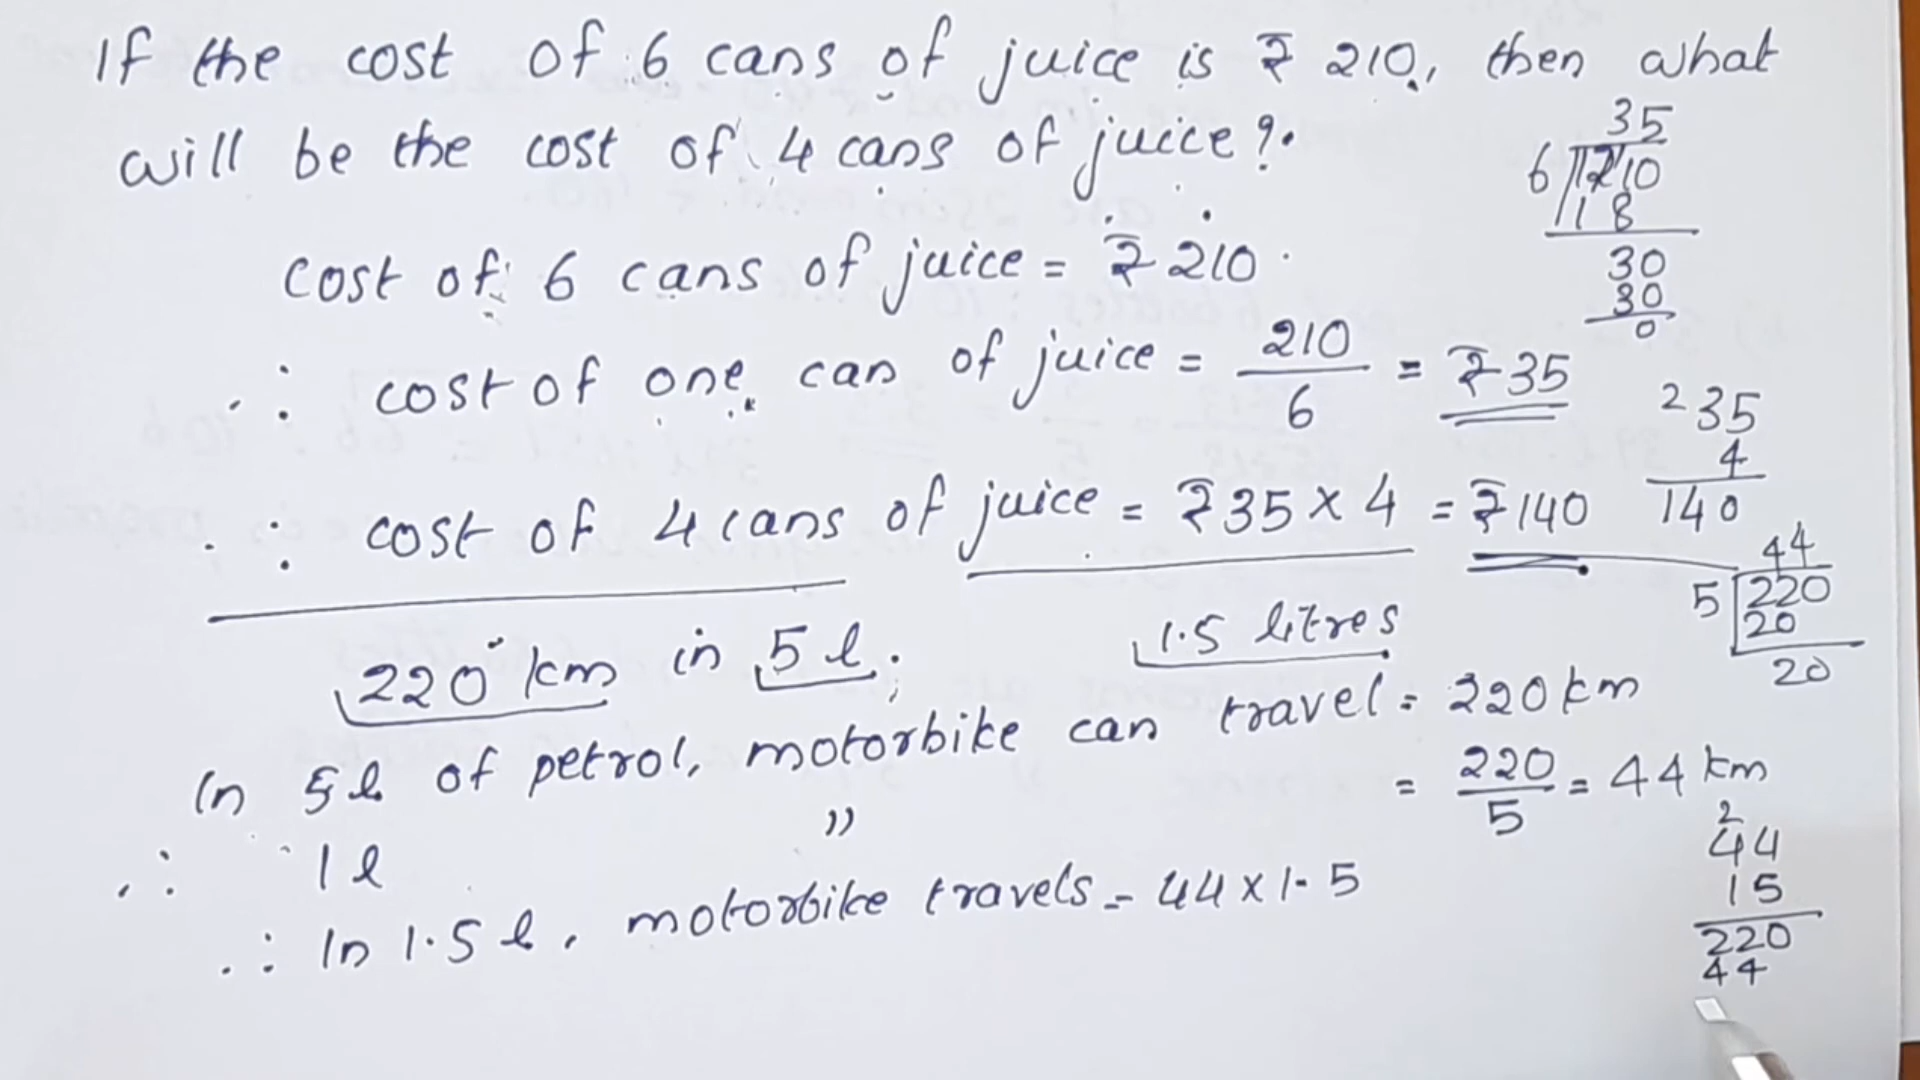 If the cost of 6 cans of juice is ₹ 210, then what
will be the cost of 4 cans of juice?
35
6 210
18
30
30
0
cost of 6 cans of juice = ₹ 210
∴ cost of one can of juice = 210/6 = ₹ 35
235
4
140
∴ cost of 4 cans of juice = ₹ 35 × 4 = ₹ 140
44
5 220
20
20
220 km in 5 l; 1.5 litres
In 5 l of petrol, motorbike can travel = 220 km
∴ 1 l " = 220/5 = 44 km
∴ In 1.5 l, motorbike travels = 44 × 1.5
2
44
15
220
44